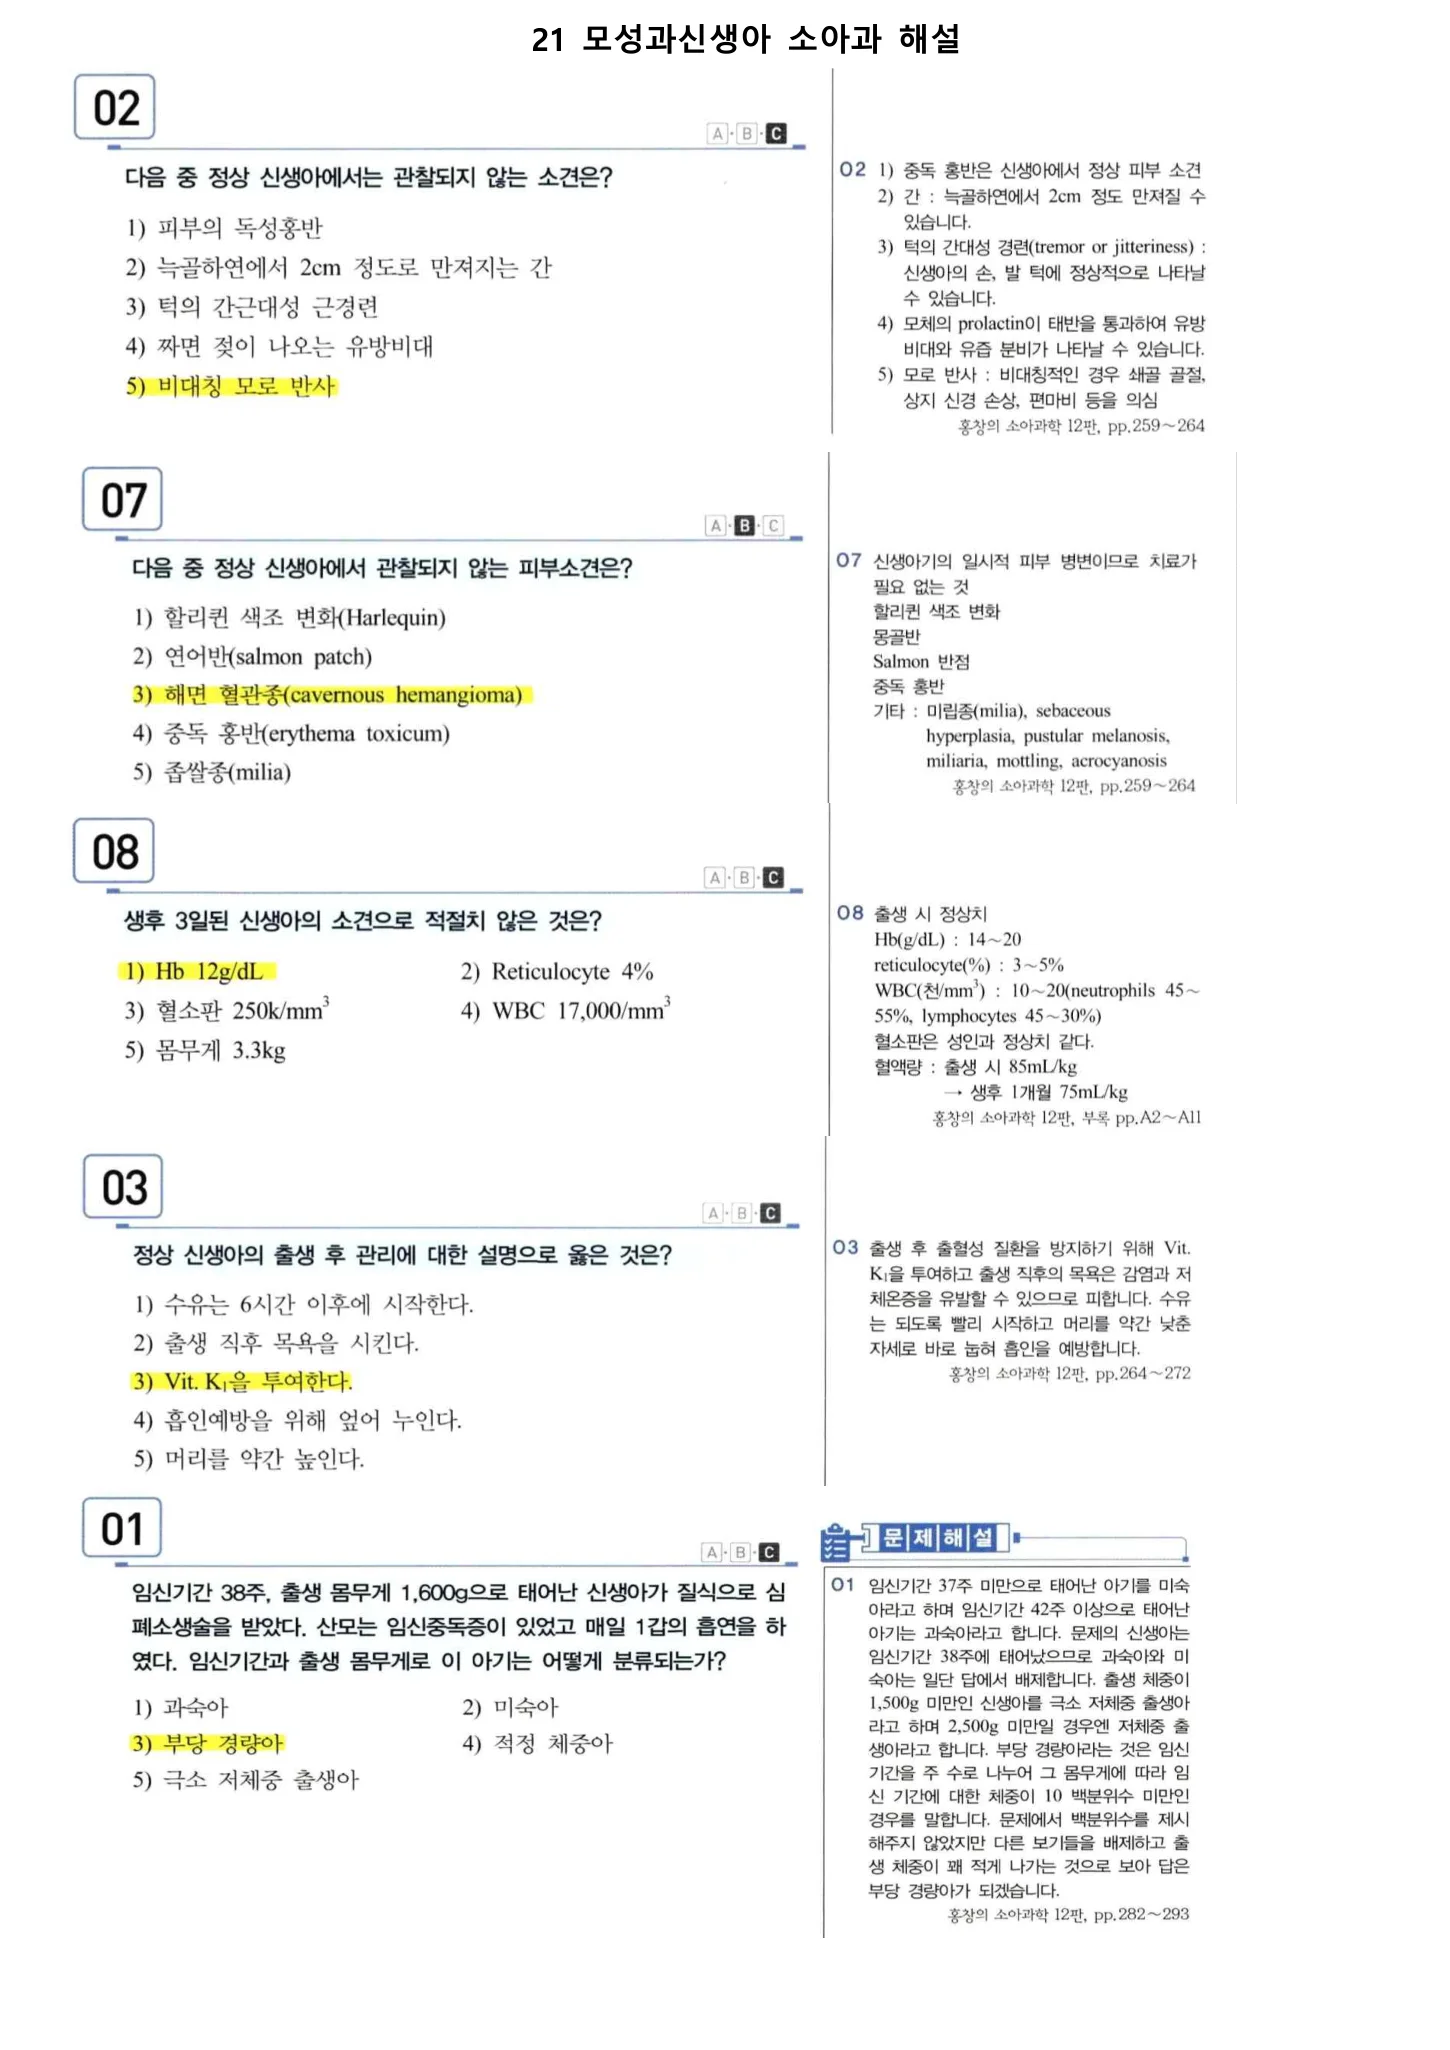 21 모성과신생아 소아과 해설
02
A·B·C
다음 중 정상 신생아에서는 관찰되지 않는 소견은?
1) 피부의 독성홍반
2) 늑골하연에서 2cm 정도로 만져지는 간
3) 턱의 간근대성 근경련
4) 짜면 젖이 나오는 유방비대
5) 비대칭 모로 반사
02 1) 중독 홍반은 신생아에서 정상 피부 소견
2) 간 : 늑골하연에서 2cm 정도 만져질 수
있습니다.
3) 턱의 간대성 경련(tremor or jitteriness) :
신생아의 손, 발 턱에 정상적으로 나타날
수 있습니다.
4) 모체의 prolactin이 태반을 통과하여 유방
비대와 유즙 분비가 나타날 수 있습니다.
5) 모로 반사 : 비대칭적인 경우 쇄골 골절,
상지 신경 손상, 편마비 등을 의심
홍창의 소아과학 12판, pp.259~264
07
A·B·C
다음 중 정상 신생아에서 관찰되지 않는 피부소견은?
1) 할리퀸 색조 변화(Harlequin)
2) 연어반(salmon patch)
3) 해면 혈관종(cavernous hemangioma)
4) 중독 홍반(erythema toxicum)
5) 좁쌀종(milia)
07 신생아기의 일시적 피부 병변이므로 치료가
필요 없는 것
할리퀸 색조 변화
몽골반
Salmon 반점
중독 홍반
기타 : 미립종(milia), sebaceous
hyperplasia, pustular melanosis,
miliaria, mottling, acrocyanosis
홍창의 소아과학 12판, pp.259~264
08
A·B·C
생후 3일된 신생아의 소견으로 적절치 않은 것은?
1) Hb 12g/dL 2) Reticulocyte 4%
3) 혈소판 250k/mm³ 4) WBC 17,000/mm³
5) 몸무게 3.3kg
08 출생 시 정상치
Hb(g/dL) : 14~20
reticulocyte(%) : 3~5%
WBC(천/mm³) : 10~20(neutrophils 45~
55%, lymphocytes 45~30%)
혈소판은 성인과 정상치 같다.
혈액량 : 출생 시 85mL/kg
→ 생후 1개월 75mL/kg
홍창의 소아과학 12판, 부록 pp.A2~A11
03
A·B·C
정상 신생아의 출생 후 관리에 대한 설명으로 옳은 것은?
1) 수유는 6시간 이후에 시작한다.
2) 출생 직후 목욕을 시킨다.
3) Vit. K₁을 투여한다.
4) 흡인예방을 위해 엎어 누인다.
5) 머리를 약간 높인다.
03 출생 후 출혈성 질환을 방지하기 위해 Vit.
K₁을 투여하고 출생 직후의 목욕은 감염과 저
체온증을 유발할 수 있으므로 피합니다. 수유
는 되도록 빨리 시작하고 머리를 약간 낮춘
자세로 바로 눕혀 흡인을 예방합니다.
홍창의 소아과학 12판, pp.264~272
01
A·B·C
임신기간 38주, 출생 몸무게 1,600g으로 태어난 신생아가 질식으로 심
폐소생술을 받았다. 산모는 임신중독증이 있었고 매일 1갑의 흡연을 하
였다. 임신기간과 출생 몸무게로 이 아기는 어떻게 분류되는가?
1) 과숙아 2) 미숙아
3) 부당 경량아 4) 적정 체중아
5) 극소 저체중 출생아
문제해설
01 임신기간 37주 미만으로 태어난 아기를 미숙
아라고 하며 임신기간 42주 이상으로 태어난
아기는 과숙아라고 합니다. 문제의 신생아는
임신기간 38주에 태어났으므로 과숙아와 미
숙아는 일단 답에서 배제합니다. 출생 체중이
1,500g 미만인 신생아를 극소 저체중 출생아
라고 하며 2,500g 미만일 경우엔 저체중 출
생아라고 합니다. 부당 경량아라는 것은 임신
기간을 주 수로 나누어 그 몸무게에 따라 임
신 기간에 대한 체중이 10 백분위수 미만인
경우를 말합니다. 문제에서 백분위수를 제시
해주지 않았지만 다른 보기들을 배제하고 출
생 체중이 꽤 적게 나가는 것으로 보아 답은
부당 경량아가 되겠습니다.
홍창의 소아과학 12판, pp.282~293